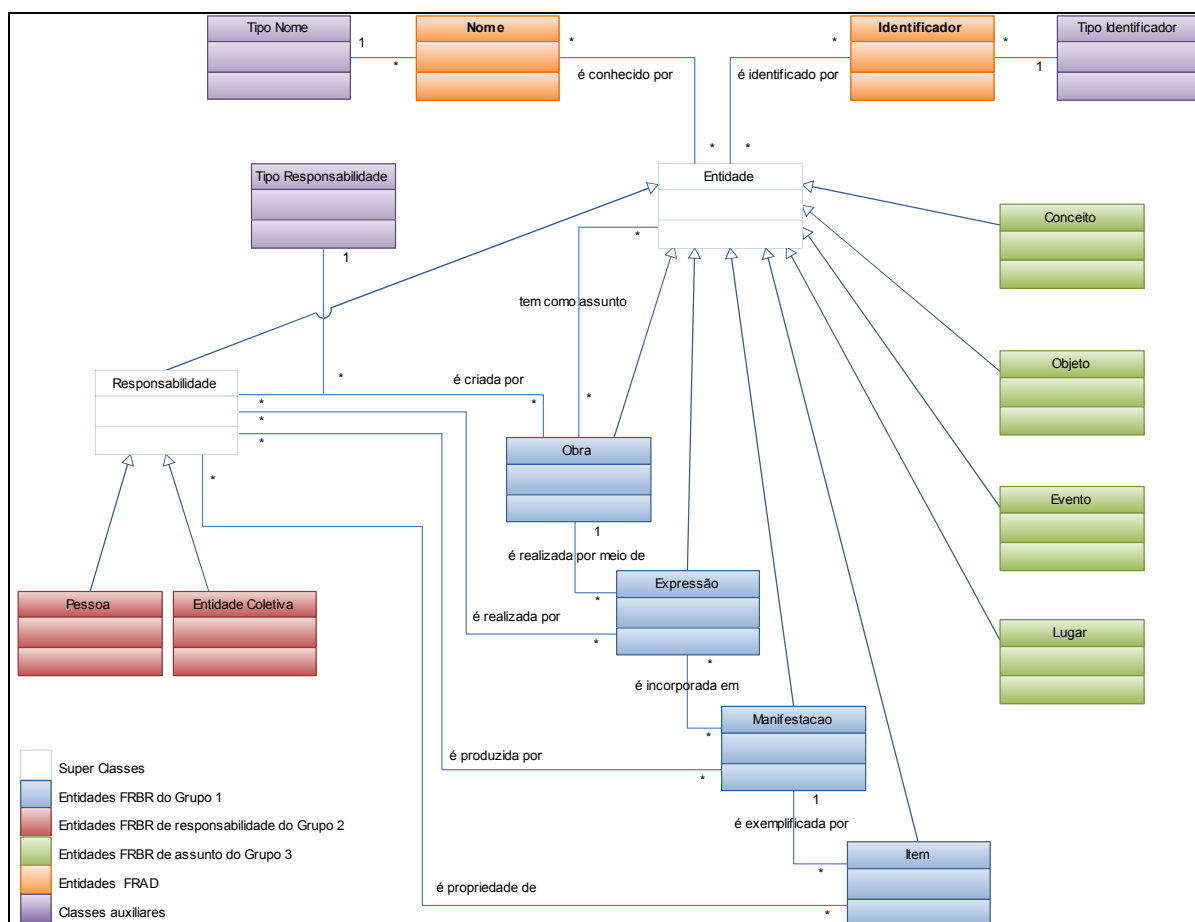 Tipo Nome
Nome
Identificador
Tipo Identificador
1
*
*
é conhecido por
*
é identificado por
*
1
*
*
Tipo Responsabilidade
1
Entidade
*
Conceito
tem como assunto
Objeto
Responsabilidade
*
*
*
*
*
é criada por
*
*
Obra
1
Evento
é realizada por meio de
*
Expressão
Pessoa
Entidade Coletiva
é realizada por
*
*
Lugar
é incorporada em
*
Manifestacao
é produzida por
*
1
é exemplificada por
Item
*
é propriedade de
*
Super Classes
Entidades FRBR do Grupo 1
Entidades FRBR de responsabilidade do Grupo 2
Entidades FRBR de assunto do Grupo 3
Entidades FRAD
Classes auxiliares